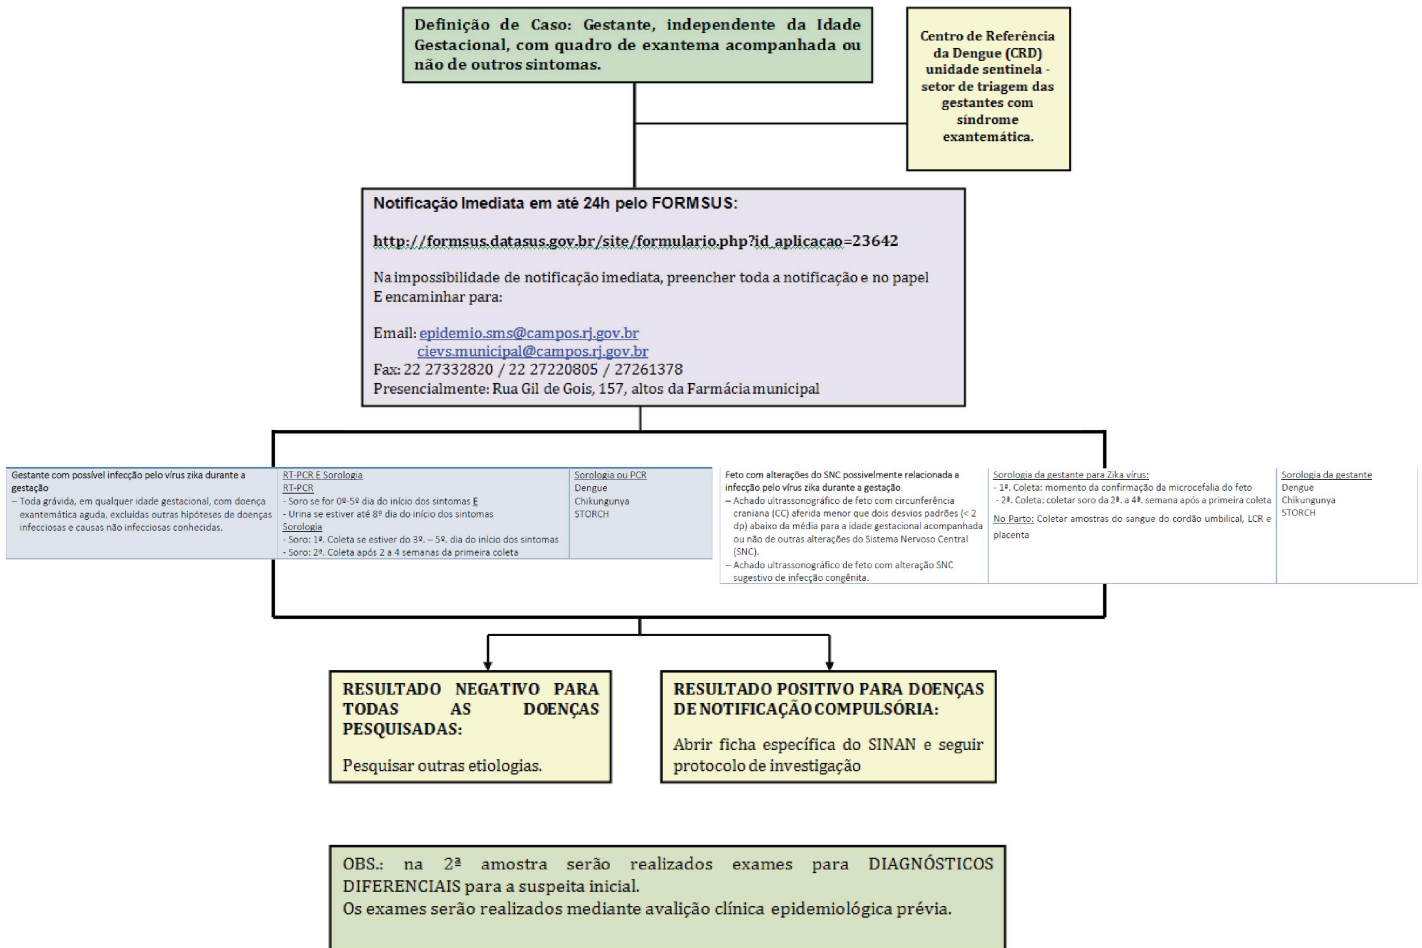 Definição de Caso: Gestante, independente da Idade
Gestacional, com quadro de exantema acompanhada ou
não de outros sintomas.
Centro de Referência
da Dengue (CRD)
unidade sentinela -
setor de triagem das
gestantes com
síndrome
exantemática.
Notificação Imediata em até 24h pelo FORMSUS:
http://formsus.datasus.gov.br/site/formulario.php?id_aplicacao=23642
Na impossibilidade de notificação imediata, preencher toda a notificação e no papel
E encaminhar para:
Email: epidemio.sms@campos.rj.gov.br
cievs.municipal@campos.rj.gov.br
Fax: 22 27332820 / 22 27220805 / 27261378
Presencialmente: Rua Gil de Gois, 157, altos da Farmácia municipal
Gestante com possível infecção pelo vírus zika durante a
gestação
– Toda grávida, em qualquer idade gestacional, com doença
exantemática aguda, excluídas outras hipóteses de doenças
infecciosas e causas não infecciosas conhecidas.
RT-PCR E Sorologia
RT-PCR
- Soro se for 0º-5º dia do início dos sintomas E
- Urina se estiver até 8º dia do início dos sintomas
Sorologia
- Soro: 1ª. Coleta se estiver do 3º. – 5º. dia do início dos sintomas
- Soro: 2ª. Coleta após 2 a 4 semanas da primeira coleta
Sorologia ou PCR
Dengue
Chikungunya
STORCH
Feto com alterações do SNC possivelmente relacionada a
infecção pelo vírus zika durante a gestação
– Achado ultrassonográfico de feto com circunferência
craniana (CC) aferida menor que dois desvios padrões (< 2
dp) abaixo da média para a idade gestacional acompanhada
ou não de outras alterações do Sistema Nervoso Central
(SNC).
– Achado ultrassonográfico de feto com alteração SNC
sugestivo de infecção congênita.
Sorologia da gestante para Zika vírus:
- 1ª. Coleta: momento da confirmação da microcefalia do feto
- 2ª. Coleta: coletar soro da 2ª. a 4ª. semana após a primeira coleta
No Parto: Coletar amostras do sangue do cordão umbilical, LCR e
placenta
Sorologia da gestante
Dengue
Chikungunya
STORCH
RESULTADO NEGATIVO PARA
TODAS AS DOENÇAS
PESQUISADAS:
Pesquisar outras etiologias.
RESULTADO POSITIVO PARA DOENÇAS
DE NOTIFICAÇÃO COMPULSÓRIA:
Abrir ficha específica do SINAN e seguir
protocolo de investigação
OBS.: na 2ª amostra serão realizados exames para DIAGNÓSTICOS
DIFERENCIAIS para a suspeita inicial.
Os exames serão realizados mediante avalição clínica epidemiológica prévia.